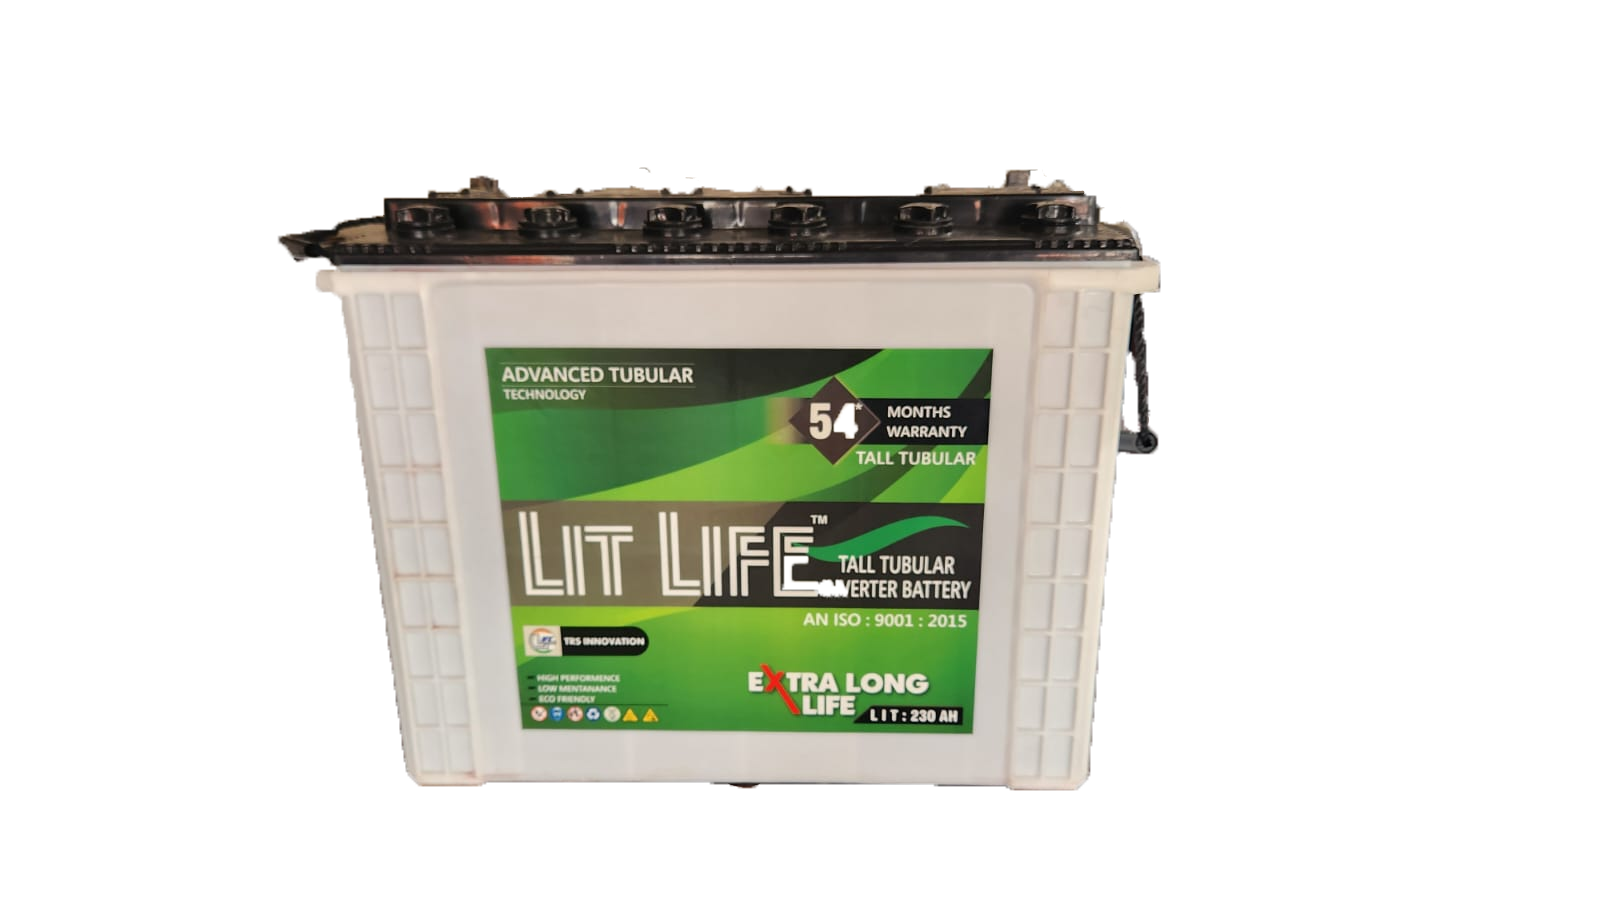 ADVANCED TUBULAR
TECHNOLOGY
54*
MONTHS
WARRANTY
TALL TUBULAR
LIT LIFE™
TALL TUBULAR
INVERTER BATTERY
AN ISO : 9001 : 2015
TRS INNOVATION
HIGH PERFORMENCE
LOW MENTANANCE
ECO FRIENDLY
EXTRA LONG
LIFE
LIT : 230 AH